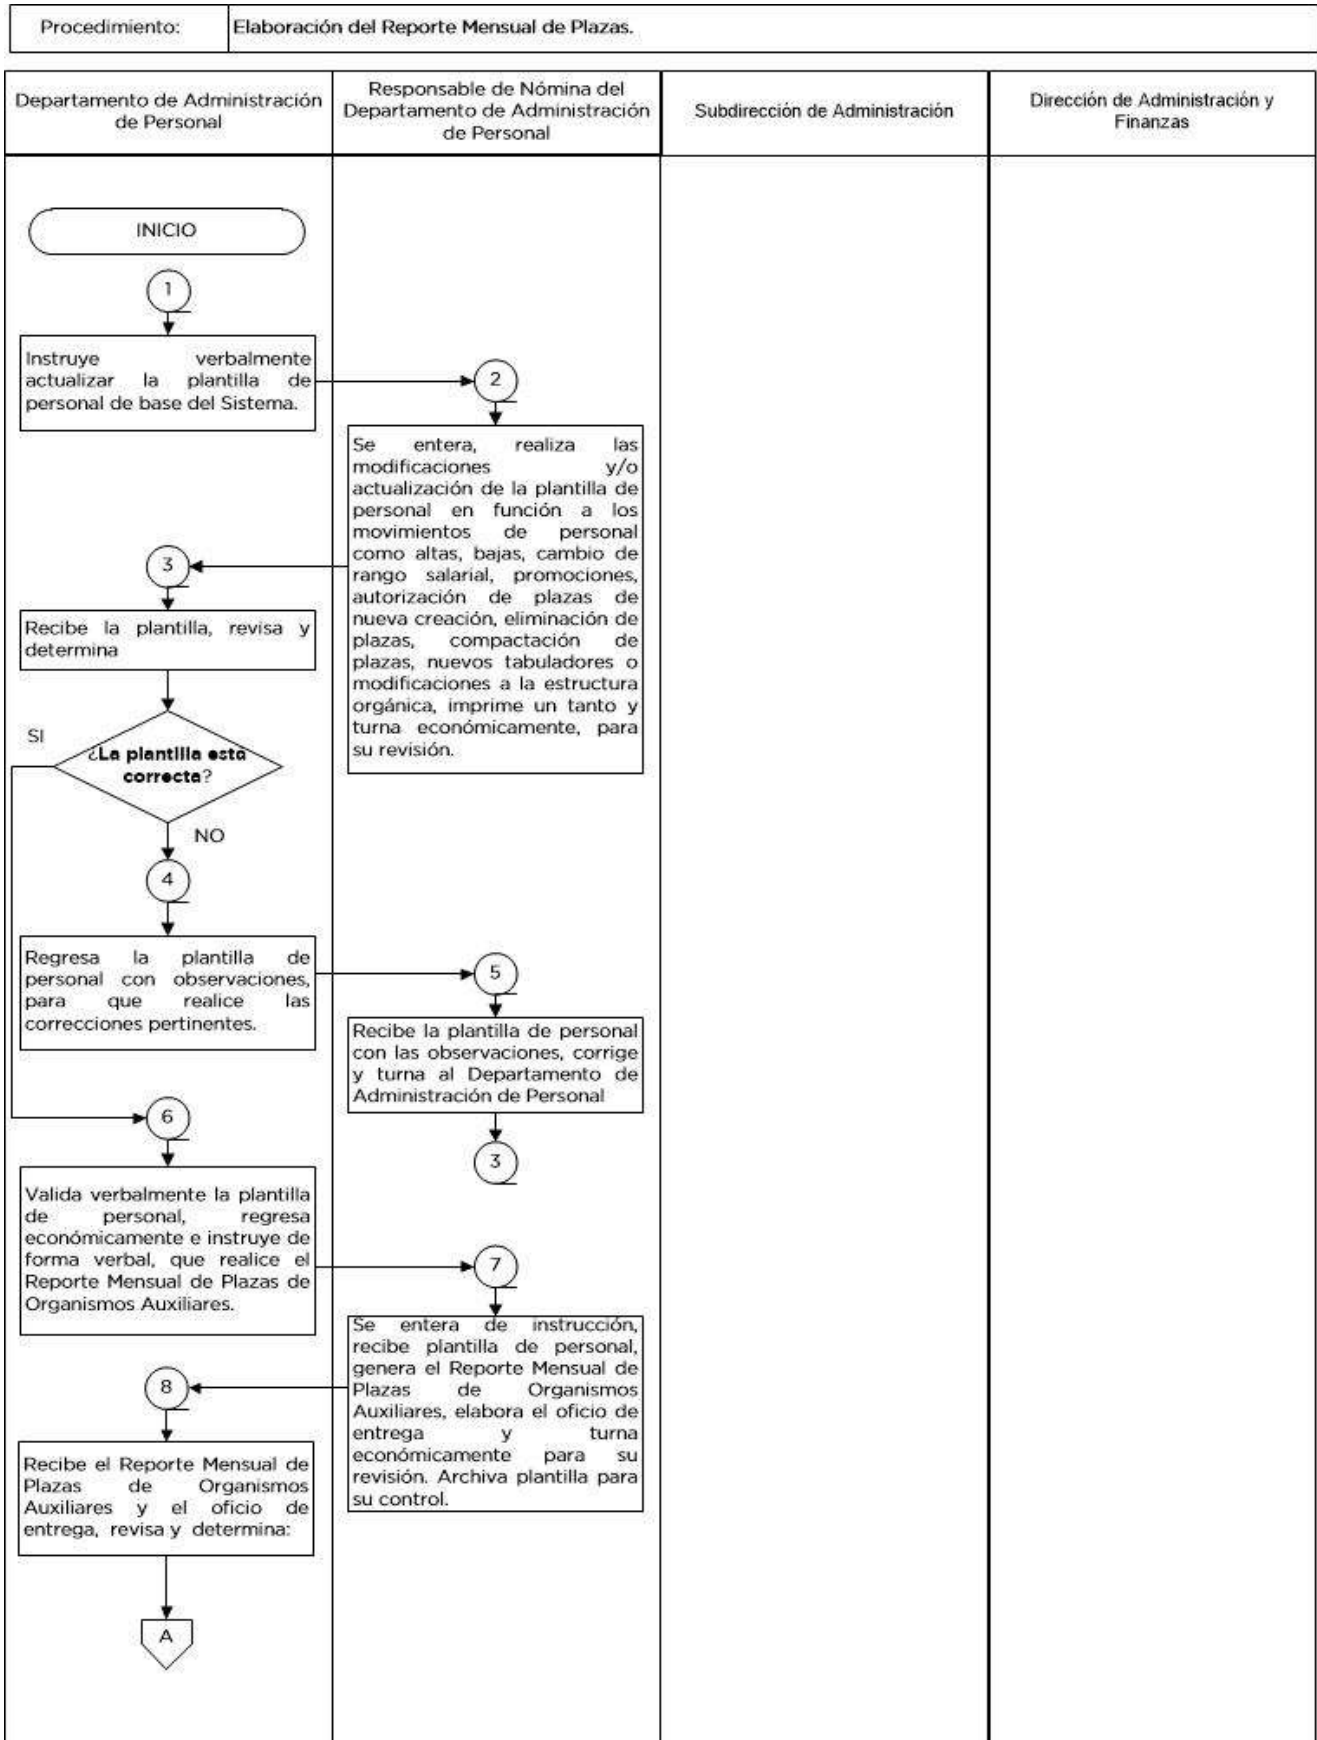 Procedimiento:
Elaboración del Reporte Mensual de Plazas.
Departamento de Administración
de Personal
Responsable de Nómina del
Departamento de Administración
de Personal
Subdirección de Administración
Dirección de Administración y
Finanzas
INICIO
1
Instruye verbalmente
actualizar la plantilla de
personal de base del Sistema.
2
Se entera, realiza las
modificaciones y/o
actualización de la plantilla de
personal en función a los
movimientos de personal
como altas, bajas, cambio de
rango salarial, promociones,
autorización de plazas de
nueva creación, eliminación de
plazas, compactación de
plazas, nuevos tabuladores o
modificaciones a la estructura
orgánica, imprime un tanto y
turna económicamente, para
su revisión.
3
Recibe la plantilla, revisa y
determina
SI
¿La plantilla está
correcta?
NO
4
Regresa la plantilla de
personal con observaciones,
para que realice las
correcciones pertinentes.
5
Recibe la plantilla de personal
con las observaciones, corrige
y turna al Departamento de
Administración de Personal
3
6
Valida verbalmente la plantilla
de personal, regresa
económicamente e instruye de
forma verbal, que realice el
Reporte Mensual de Plazas de
Organismos Auxiliares.
7
Se entera de instrucción,
recibe plantilla de personal,
genera el Reporte Mensual de
Plazas de Organismos
Auxiliares, elabora el oficio de
entrega y turna
económicamente para su
revisión. Archiva plantilla para
su control.
8
Recibe el Reporte Mensual de
Plazas de Organismos
Auxiliares y el oficio de
entrega, revisa y determina:
A